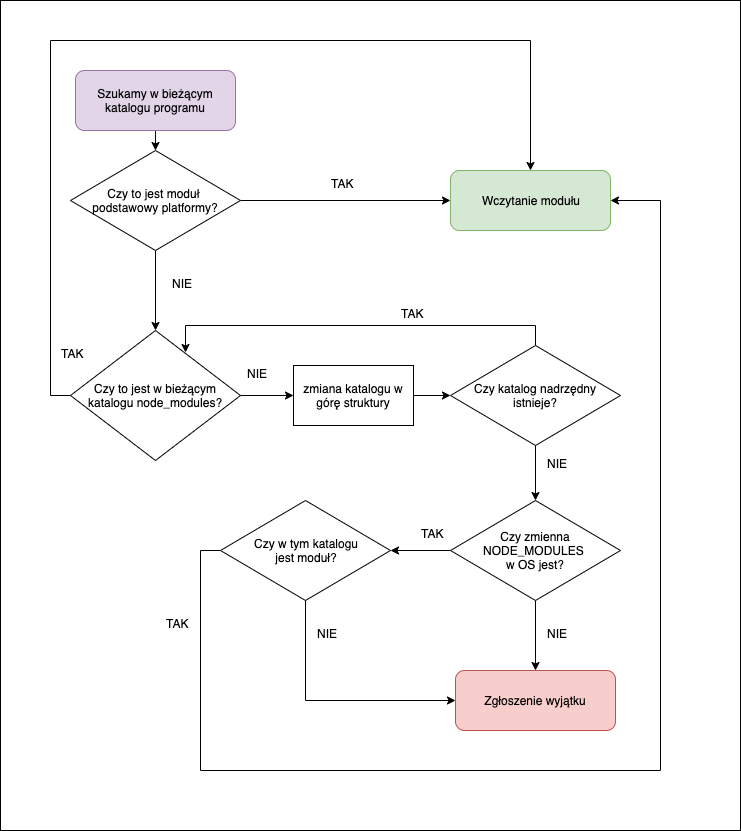 Szukamy w bieżącym
katalogu programu
Czy to jest moduł
podstawowy platformy?
TAK
Wczytanie modułu
NIE
TAK
TAK
Czy to jest w bieżącym
katalogu node_modules?
NIE
zmiana katalogu w
górę struktury
Czy katalog nadrzędny
istnieje?
NIE
Czy w tym katalogu
jest moduł?
TAK
Czy zmienna
NODE_MODULES
w OS jest?
TAK
NIE
NIE
Zgłoszenie wyjątku